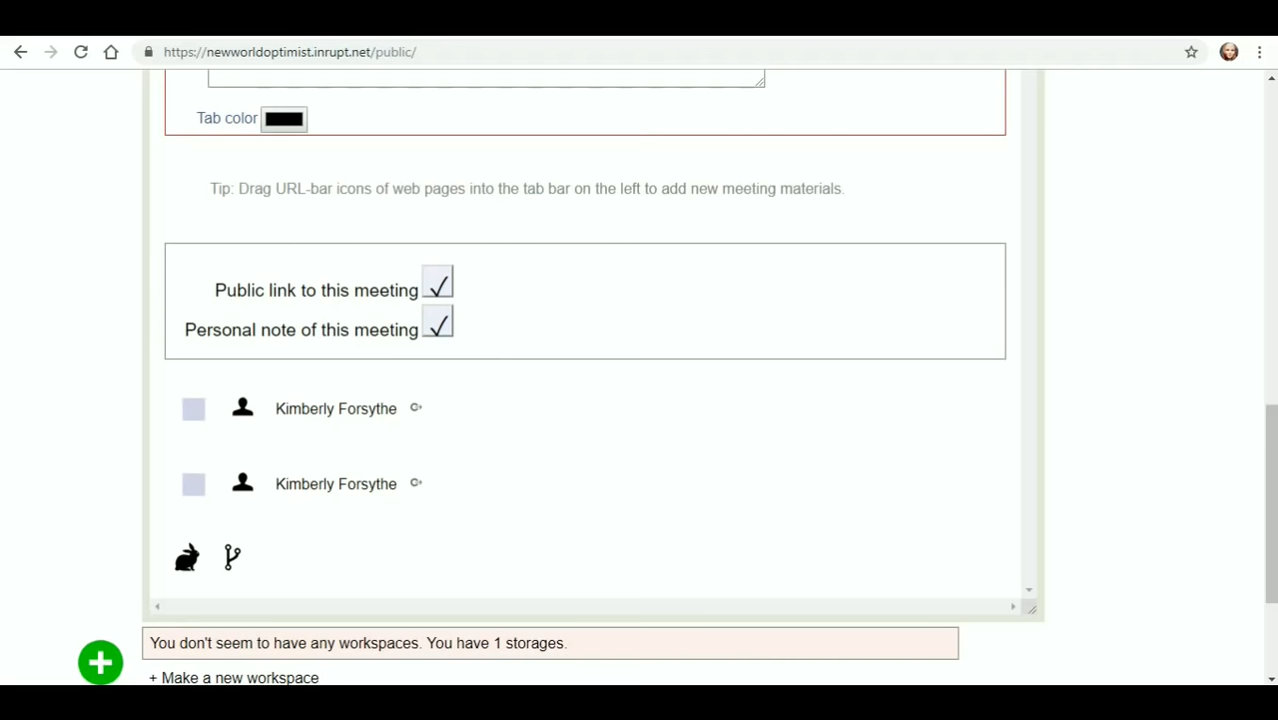 https://newworldoptimist.inrupt.net/public/
Tab color
Tip: Drag URL-bar icons of web pages into the tab bar on the left to add new meeting materials.
Public link to this meeting
Personal note of this meeting
Kimberly Forsythe
Kimberly Forsythe
You don't seem to have any workspaces. You have 1 storages.
+ Make a new workspace